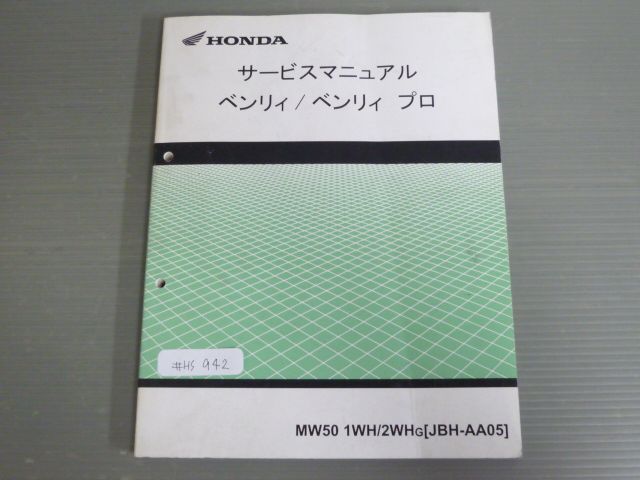 HONDA
サービスマニュアル
ベンリィ / ベンリィ プロ
#HS 942
MW50 1WH/2WHG[JBH-AA05]